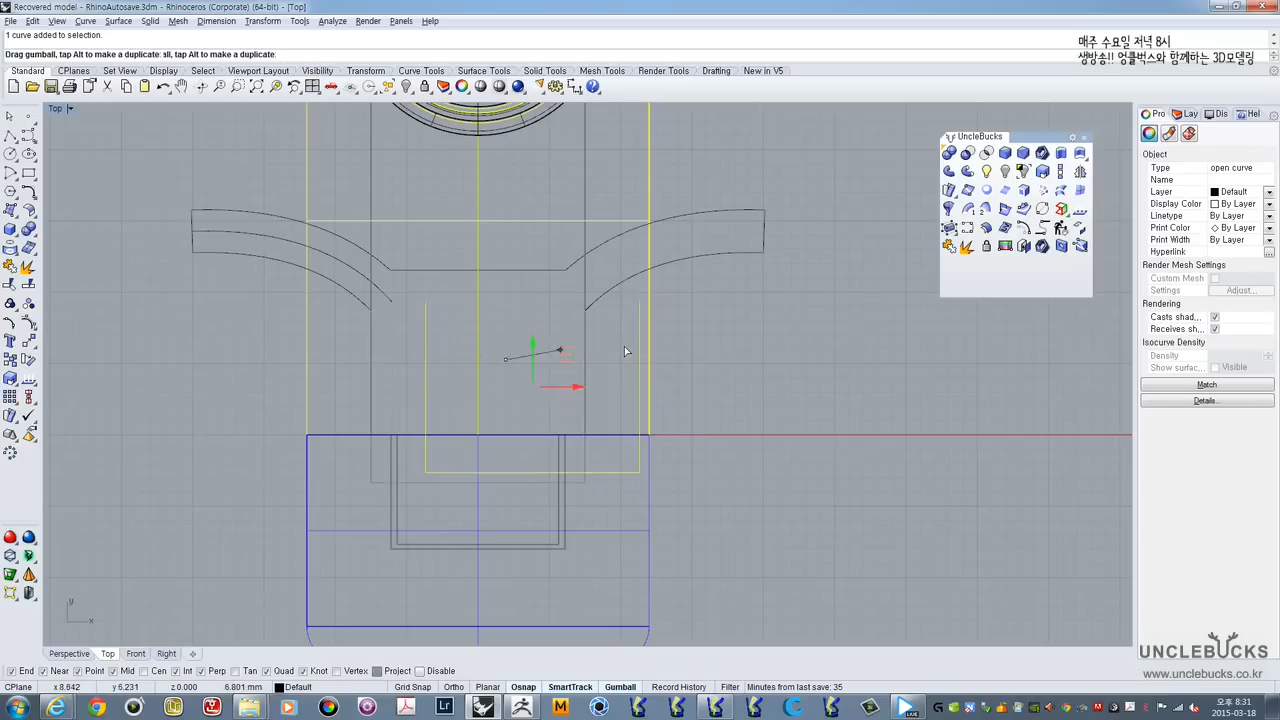 Recovered model - RhinoAutosave.3dm - Rhinoceros (Corporate) (64-bit) - [Top]
File Edit View Curve Surface Solid Mesh Dimension Transform Tools Analyze Render Panels Help
1 curve added to selection.
Drag gumball, tap Alt to make a duplicate: all, tap Alt to make a duplicate:
매주 수요일 저녁 8시
생방송!! 엉클벅스와 함께하는 3D모델링
Standard CPlanes Set View Display Select Viewport Layout Visibility Transform Curve Tools Surface Tools Solid Tools Mesh Tools Render Tools Drafting New in V5
Top
UncleBucks
Pro Lay Dis Hel
Object
Type open curve
Name
Layer Default
Display Color By Layer
Linetype By Layer
Print Color By Layer
Print Width By Layer
Hyperlink
Render Mesh Settings
Custom Mesh
Settings Adjust...
Rendering
Casts shad...
Receives sh...
Isocurve Density
Density
Show surfac... Visible
Match
Details...
y
x
Perspective Top Front Right
End Near Point Mid Cen Int Perp Tan Quad Knot Vertex Project Disable
CPlane x 8.642 y 6.231 z 0.000 6.801 mm Default Grid Snap Ortho Planar Osnap SmartTrack Gumball Record History Filter Minutes from last save: 35
UNCLEBUCKS
www.unclebucks.co.kr
Lr
M
LIVE
오후 8:31
2015-03-18